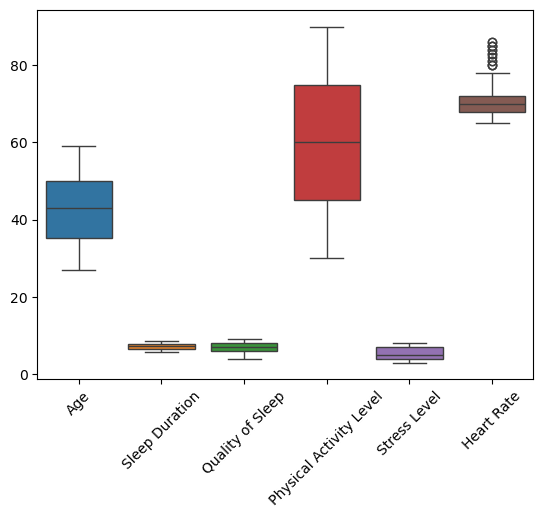 80
60
40
20
0
Age
Sleep Duration
Quality of Sleep
Physical Activity Level
Stress Level
Heart Rate